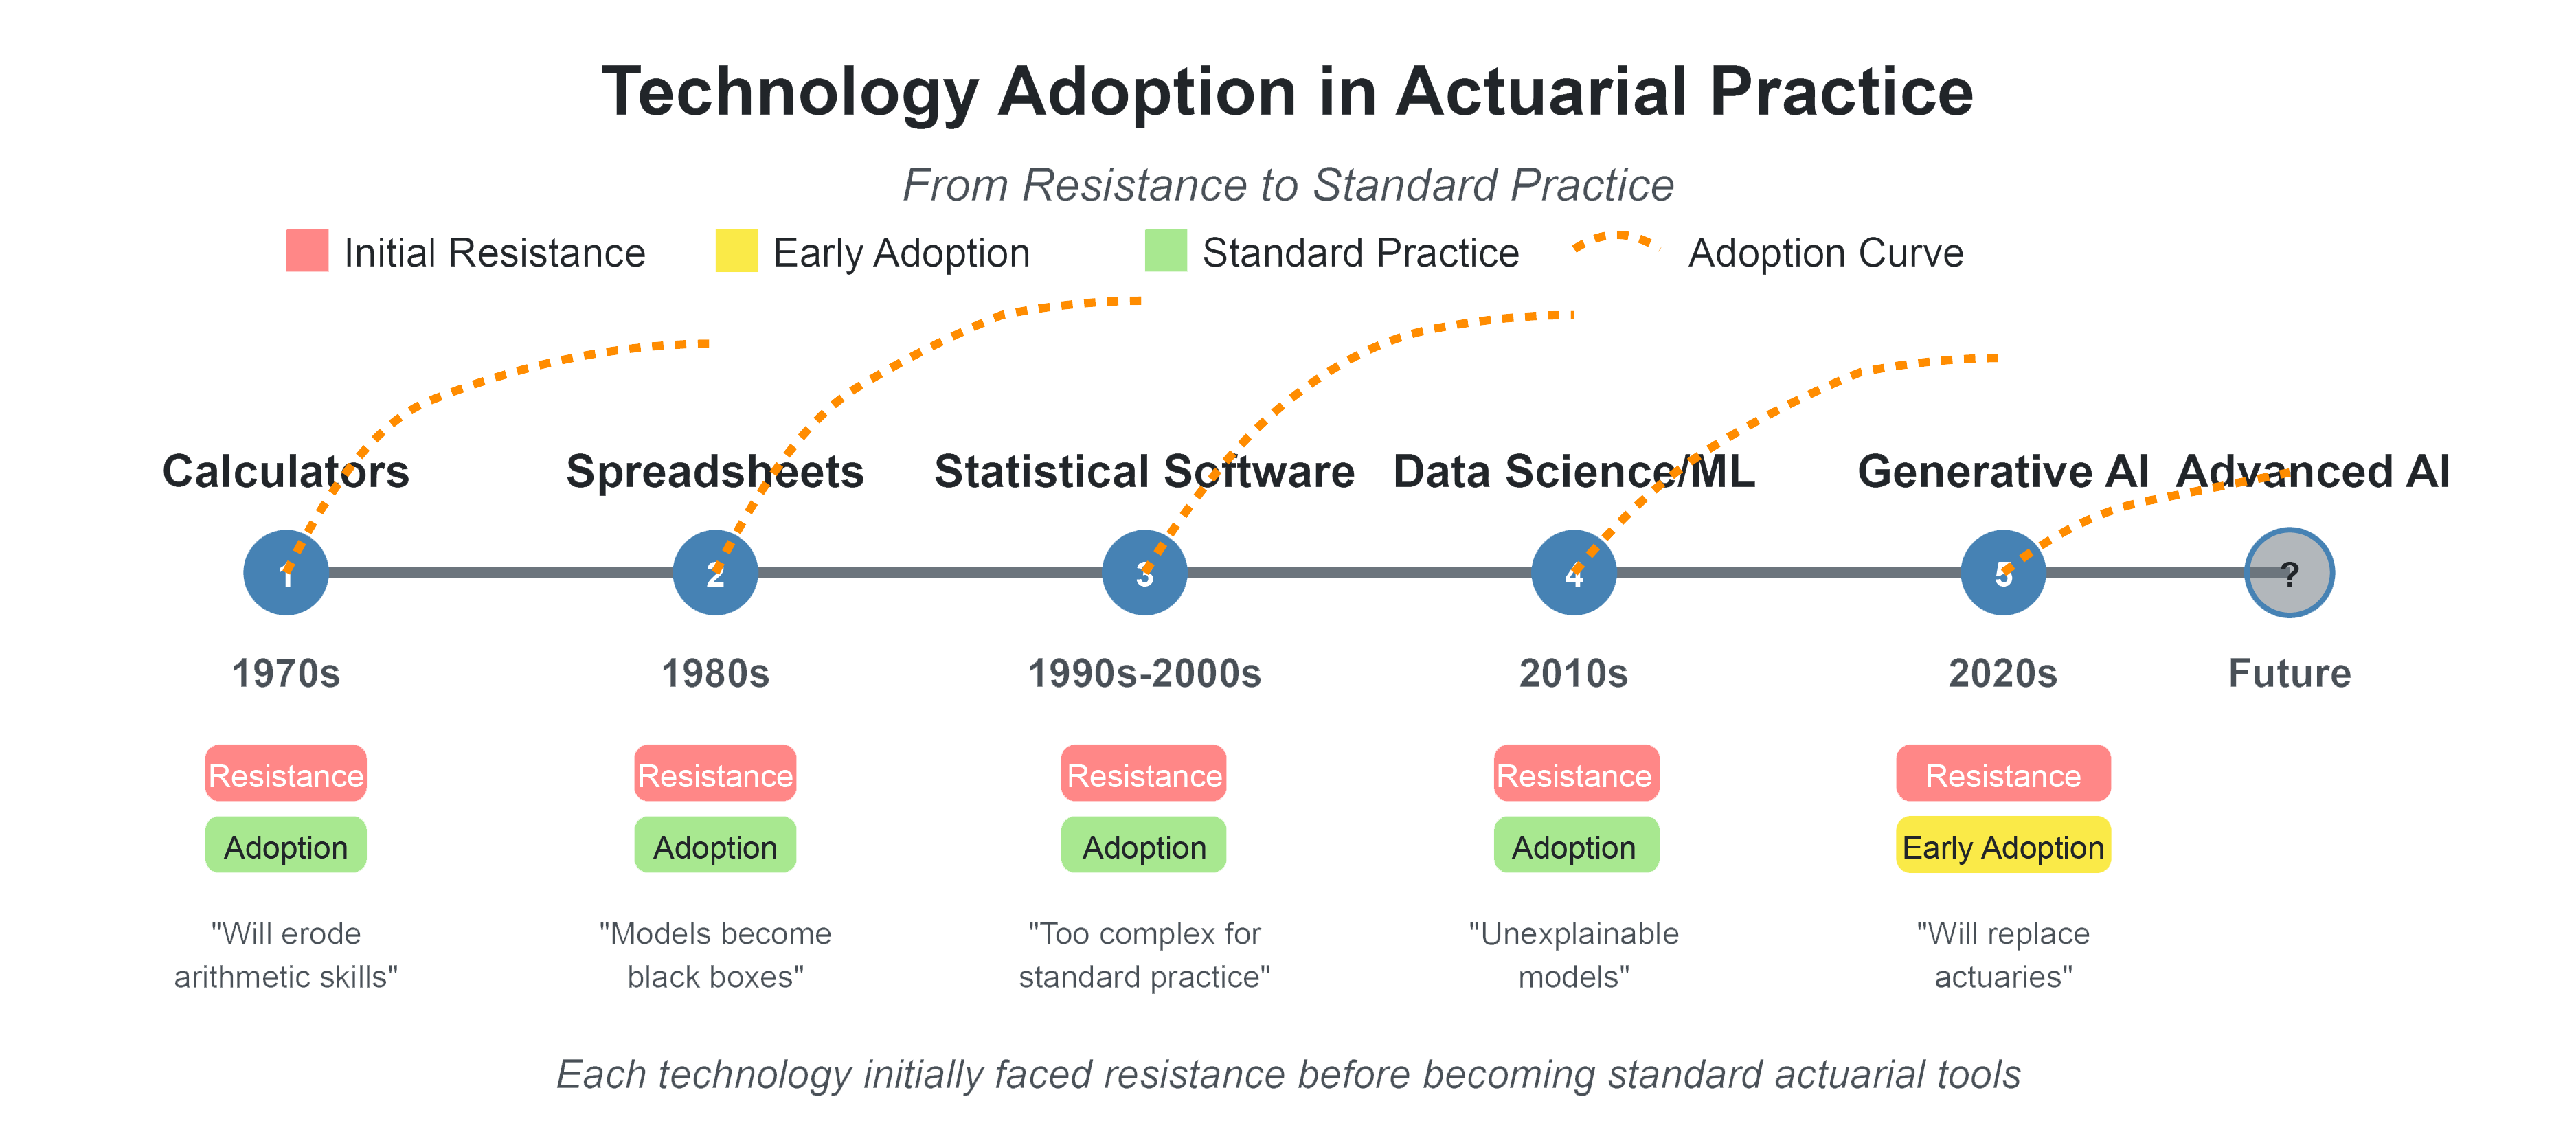 Technology Adoption in Actuarial Practice
From Resistance to Standard Practice
Initial Resistance
Early Adoption
Standard Practice
Adoption Curve
Calculators
Spreadsheets
Statistical Software
Data Science/ML
Generative AI
Advanced AI
1
2
3
4
5
?
1970s
1980s
1990s-2000s
2010s
2020s
Future
Resistance
Resistance
Resistance
Resistance
Resistance
Adoption
Adoption
Adoption
Adoption
Early Adoption
"Will erode
arithmetic skills"
"Models become
black boxes"
"Too complex for
standard practice"
"Unexplainable
models"
"Will replace
actuaries"
Each technology initially faced resistance before becoming standard actuarial tools